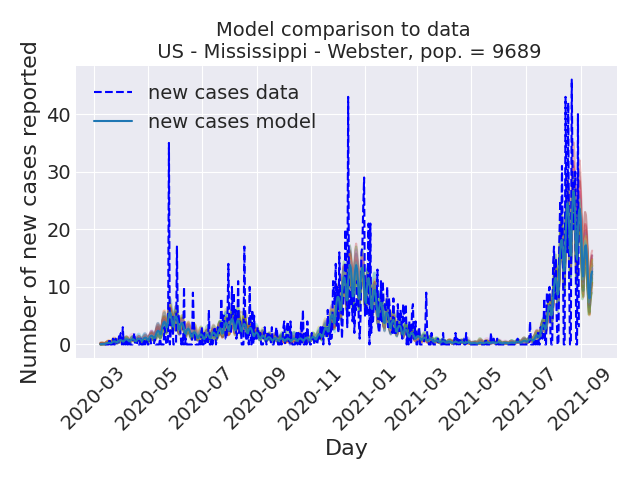 Model comparison to data
US - Mississippi - Webster, pop. = 9689
Number of new cases reported
40
30
20
10
0
new cases data
new cases model
2020-03
2020-05
2020-07
2020-09
2020-11
2021-01
2021-03
2021-05
2021-07
2021-09
Day